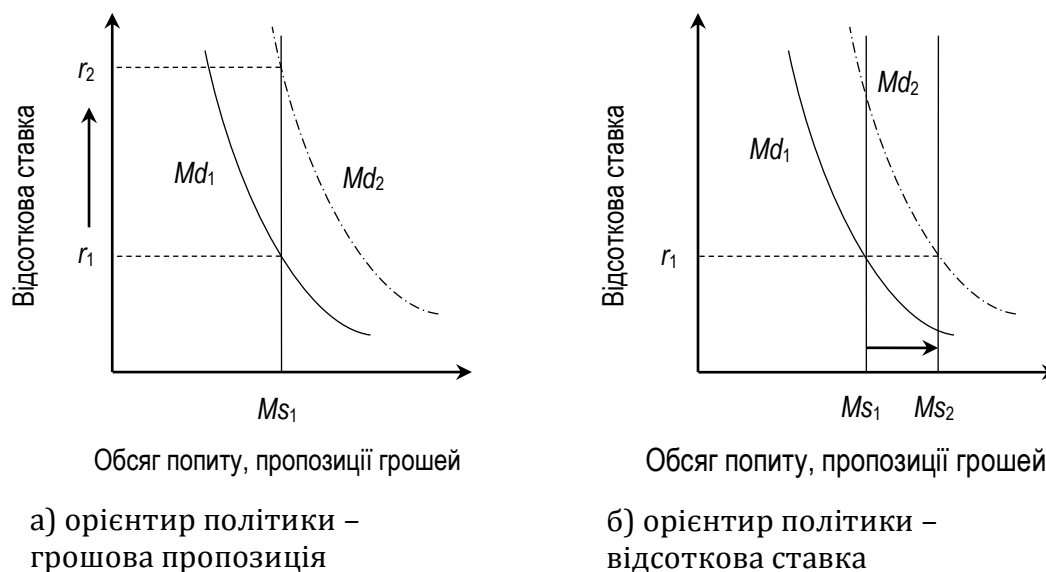 Відсоткова ставка
r2
r1
Md1
Md2
Ms1
Обсяг попиту, пропозиції грошей
а) орієнтир політики –
грошова пропозиція
Відсоткова ставка
r1
Md1
Md2
Ms1 Ms2
Обсяг попиту, пропозиції грошей
б) орієнтир політики –
відсоткова ставка